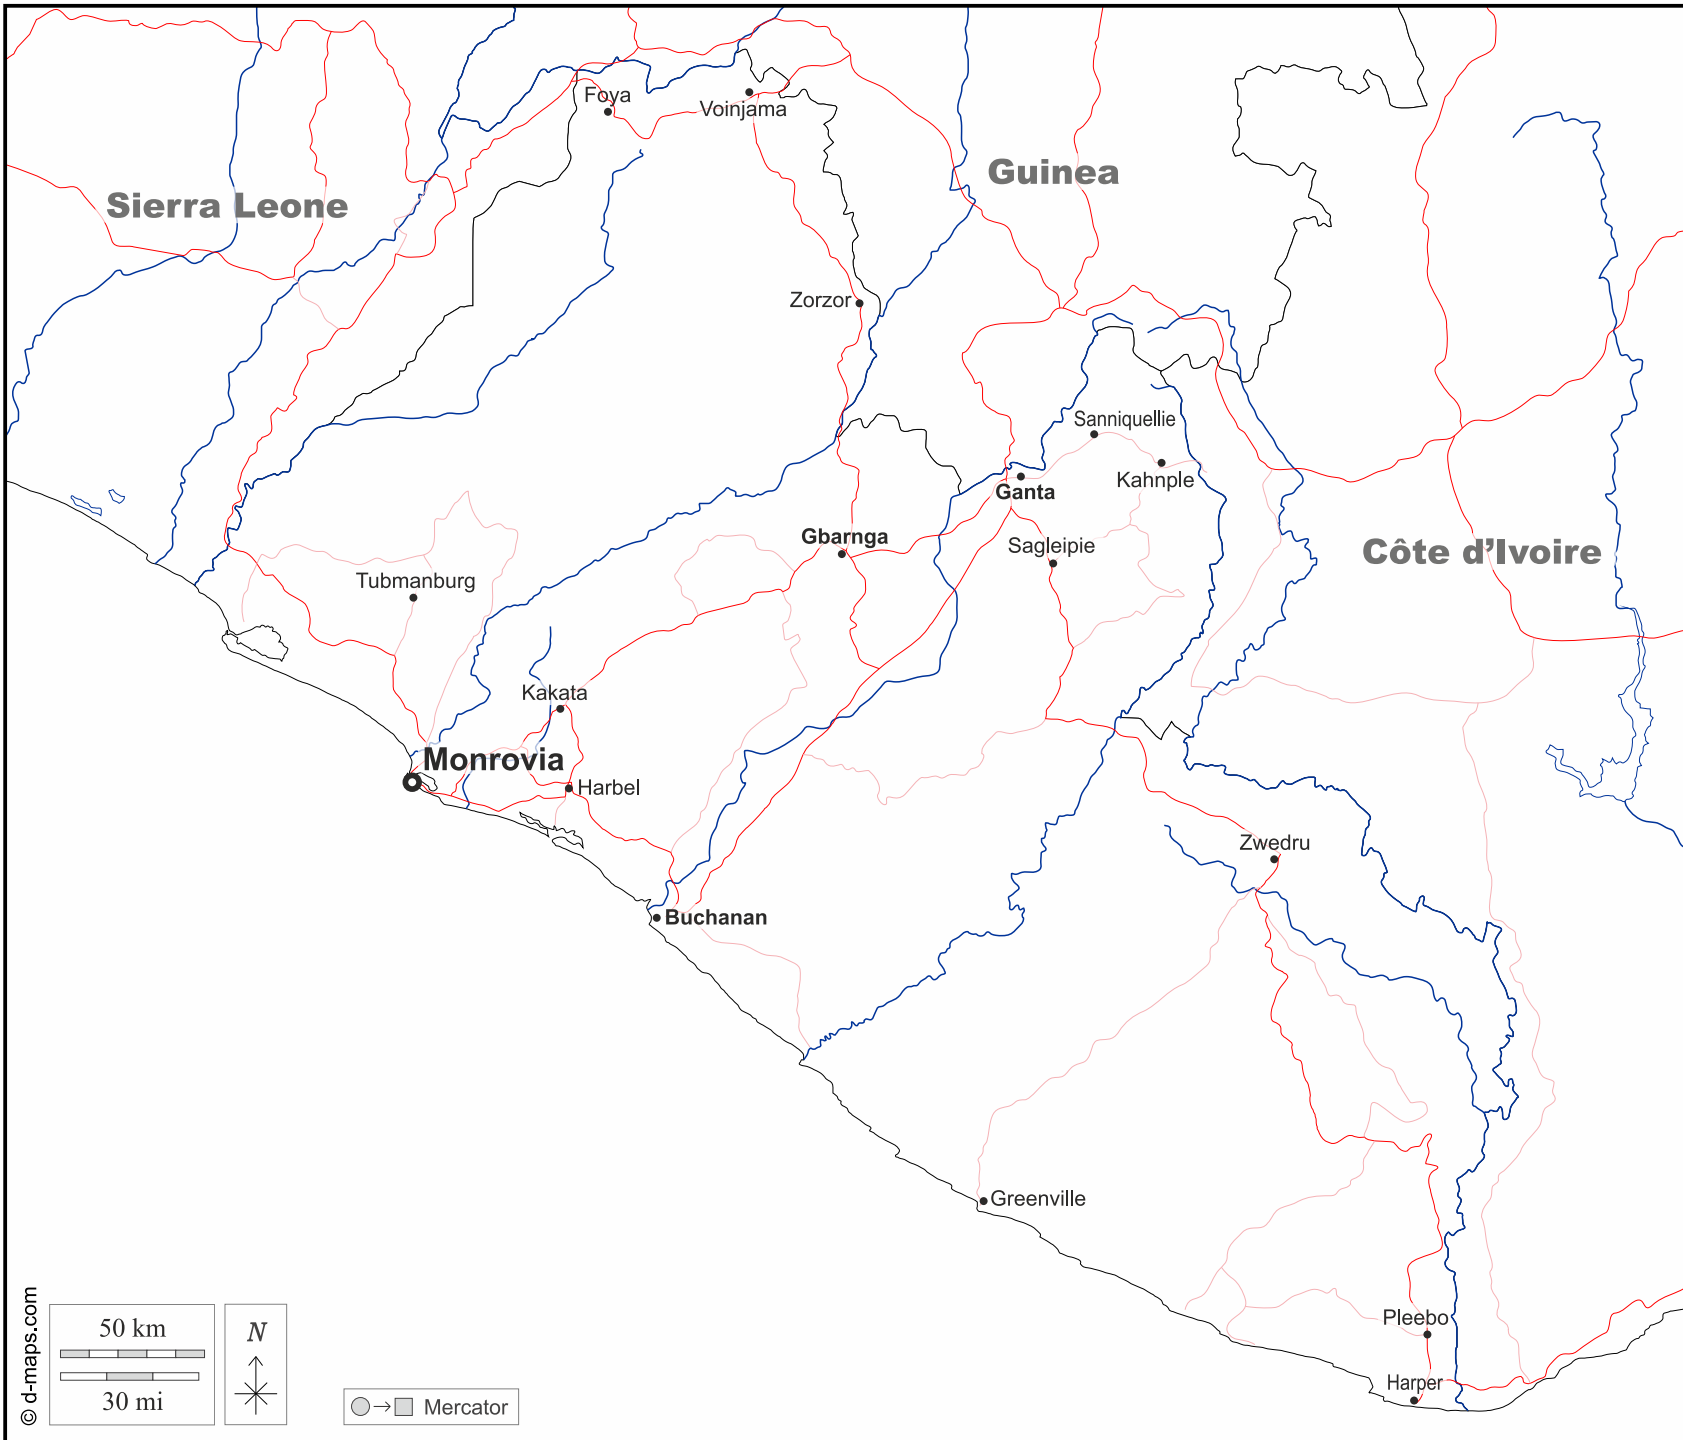 Foya
Voinjama
Guinea
Sierra Leone
Zorzor
Sanniquellie
Kahnple
Ganta
Gbarnga
Sagleipie
Côte d'Ivoire
Tubmanburg
Kakata
Monrovia
Harbel
Zwedru
Buchanan
Greenville
Pleebo
Harper
© d-maps.com
50 km
30 mi
N
Mercator